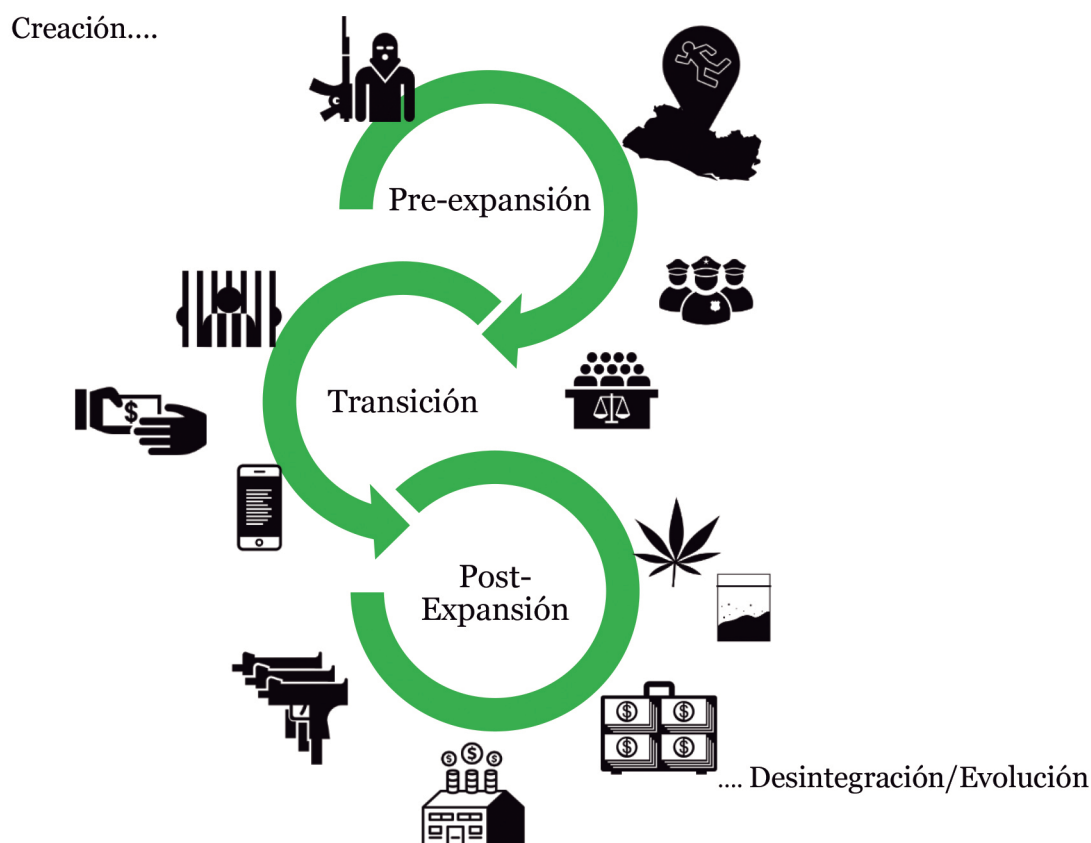 Creación....
Pre-expansión
Transición
$
Post-
Expansión
$ $
$ $
$ $ $
.... Desintegración/Evolución